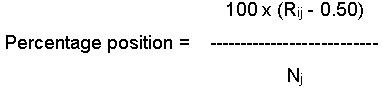 100 x (Rij - 0.50)
Percentage position = ----------------------------
Nj